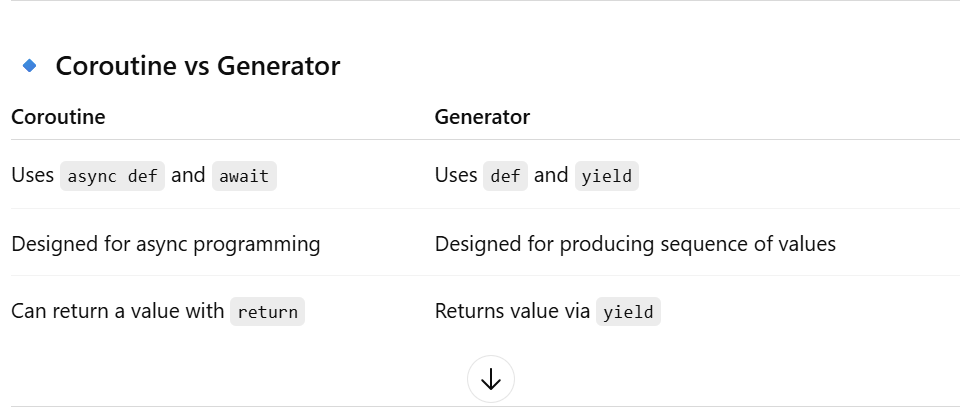 Coroutine vs Generator
Coroutine Generator
Uses async def and await Uses def and yield
Designed for async programming Designed for producing sequence of values
Can return a value with return Returns value via yield